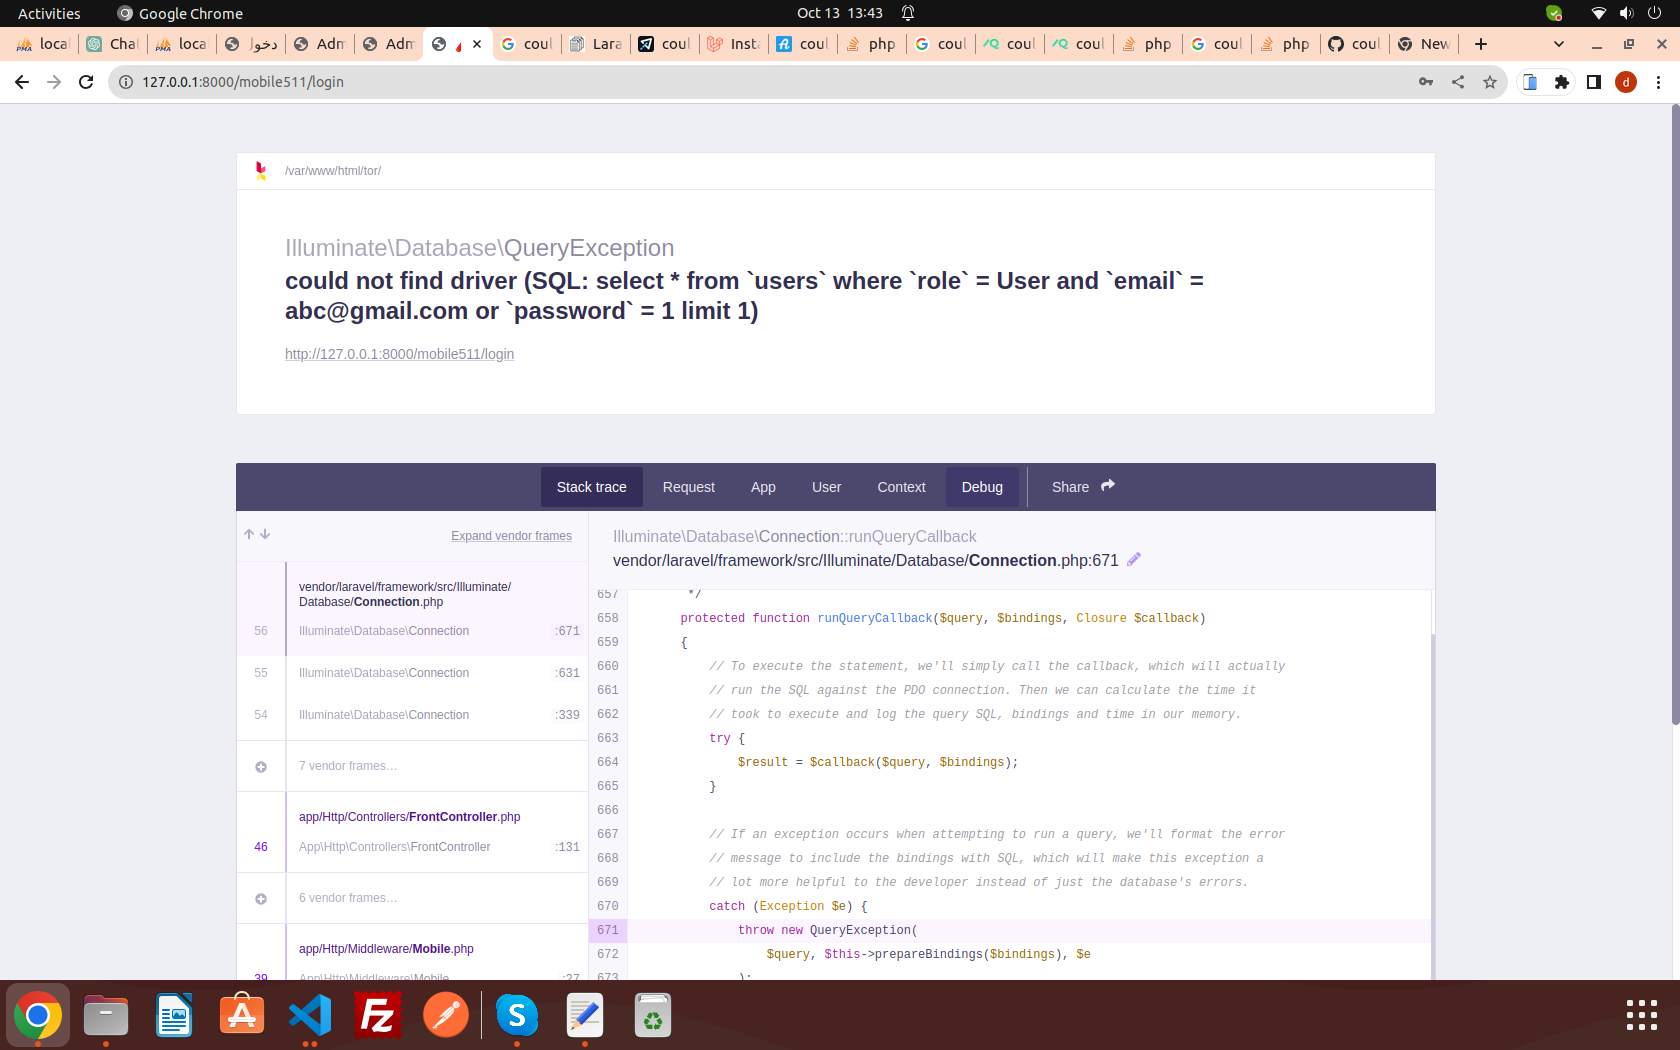 Activities
Google Chrome
Oct 13 13:43
loca
Cha
loca
دخول
Adm
Adm
coul
Lara
coul
Inst
coul
php
coul
coul
coul
php
coul
php
coul
New
127.0.0.1:8000/mobile511/login
d
/var/www/html/tor/
Illuminate\Database\QueryException
could not find driver (SQL: select * from `users` where `role` = User and `email` =
abc@gmail.com or `password` = 1 limit 1)
http://127.0.0.1:8000/mobile511/login
Stack trace
Request
App
User
Context
Debug
Share
Expand vendor frames
vendor/laravel/framework/src/Illuminate/
Database/Connection.php
56 Illuminate\Database\Connection :671
55 Illuminate\Database\Connection :631
54 Illuminate\Database\Connection :339
7 vendor frames…
app/Http/Controllers/FrontController.php
46 App\Http\Controllers\FrontController :131
6 vendor frames…
app/Http/Middleware/Mobile.php
39 App\Http\Middleware\Mobile :27
Illuminate\Database\Connection::runQueryCallback
vendor/laravel/framework/src/Illuminate/Database/Connection.php:671
657 */
658 protected function runQueryCallback($query, $bindings, Closure $callback)
659 {
660 // To execute the statement, we'll simply call the callback, which will actually
661 // run the SQL against the PDO connection. Then we can calculate the time it
662 // took to execute and log the query SQL, bindings and time in our memory.
663 try {
664 $result = $callback($query, $bindings);
665 }
666
667 // If an exception occurs when attempting to run a query, we'll format the error
668 // message to include the bindings with SQL, which will make this exception a
669 // lot more helpful to the developer instead of just the database's errors.
670 catch (Exception $e) {
671 throw new QueryException(
672 $query, $this->prepareBindings($bindings), $e
673 );